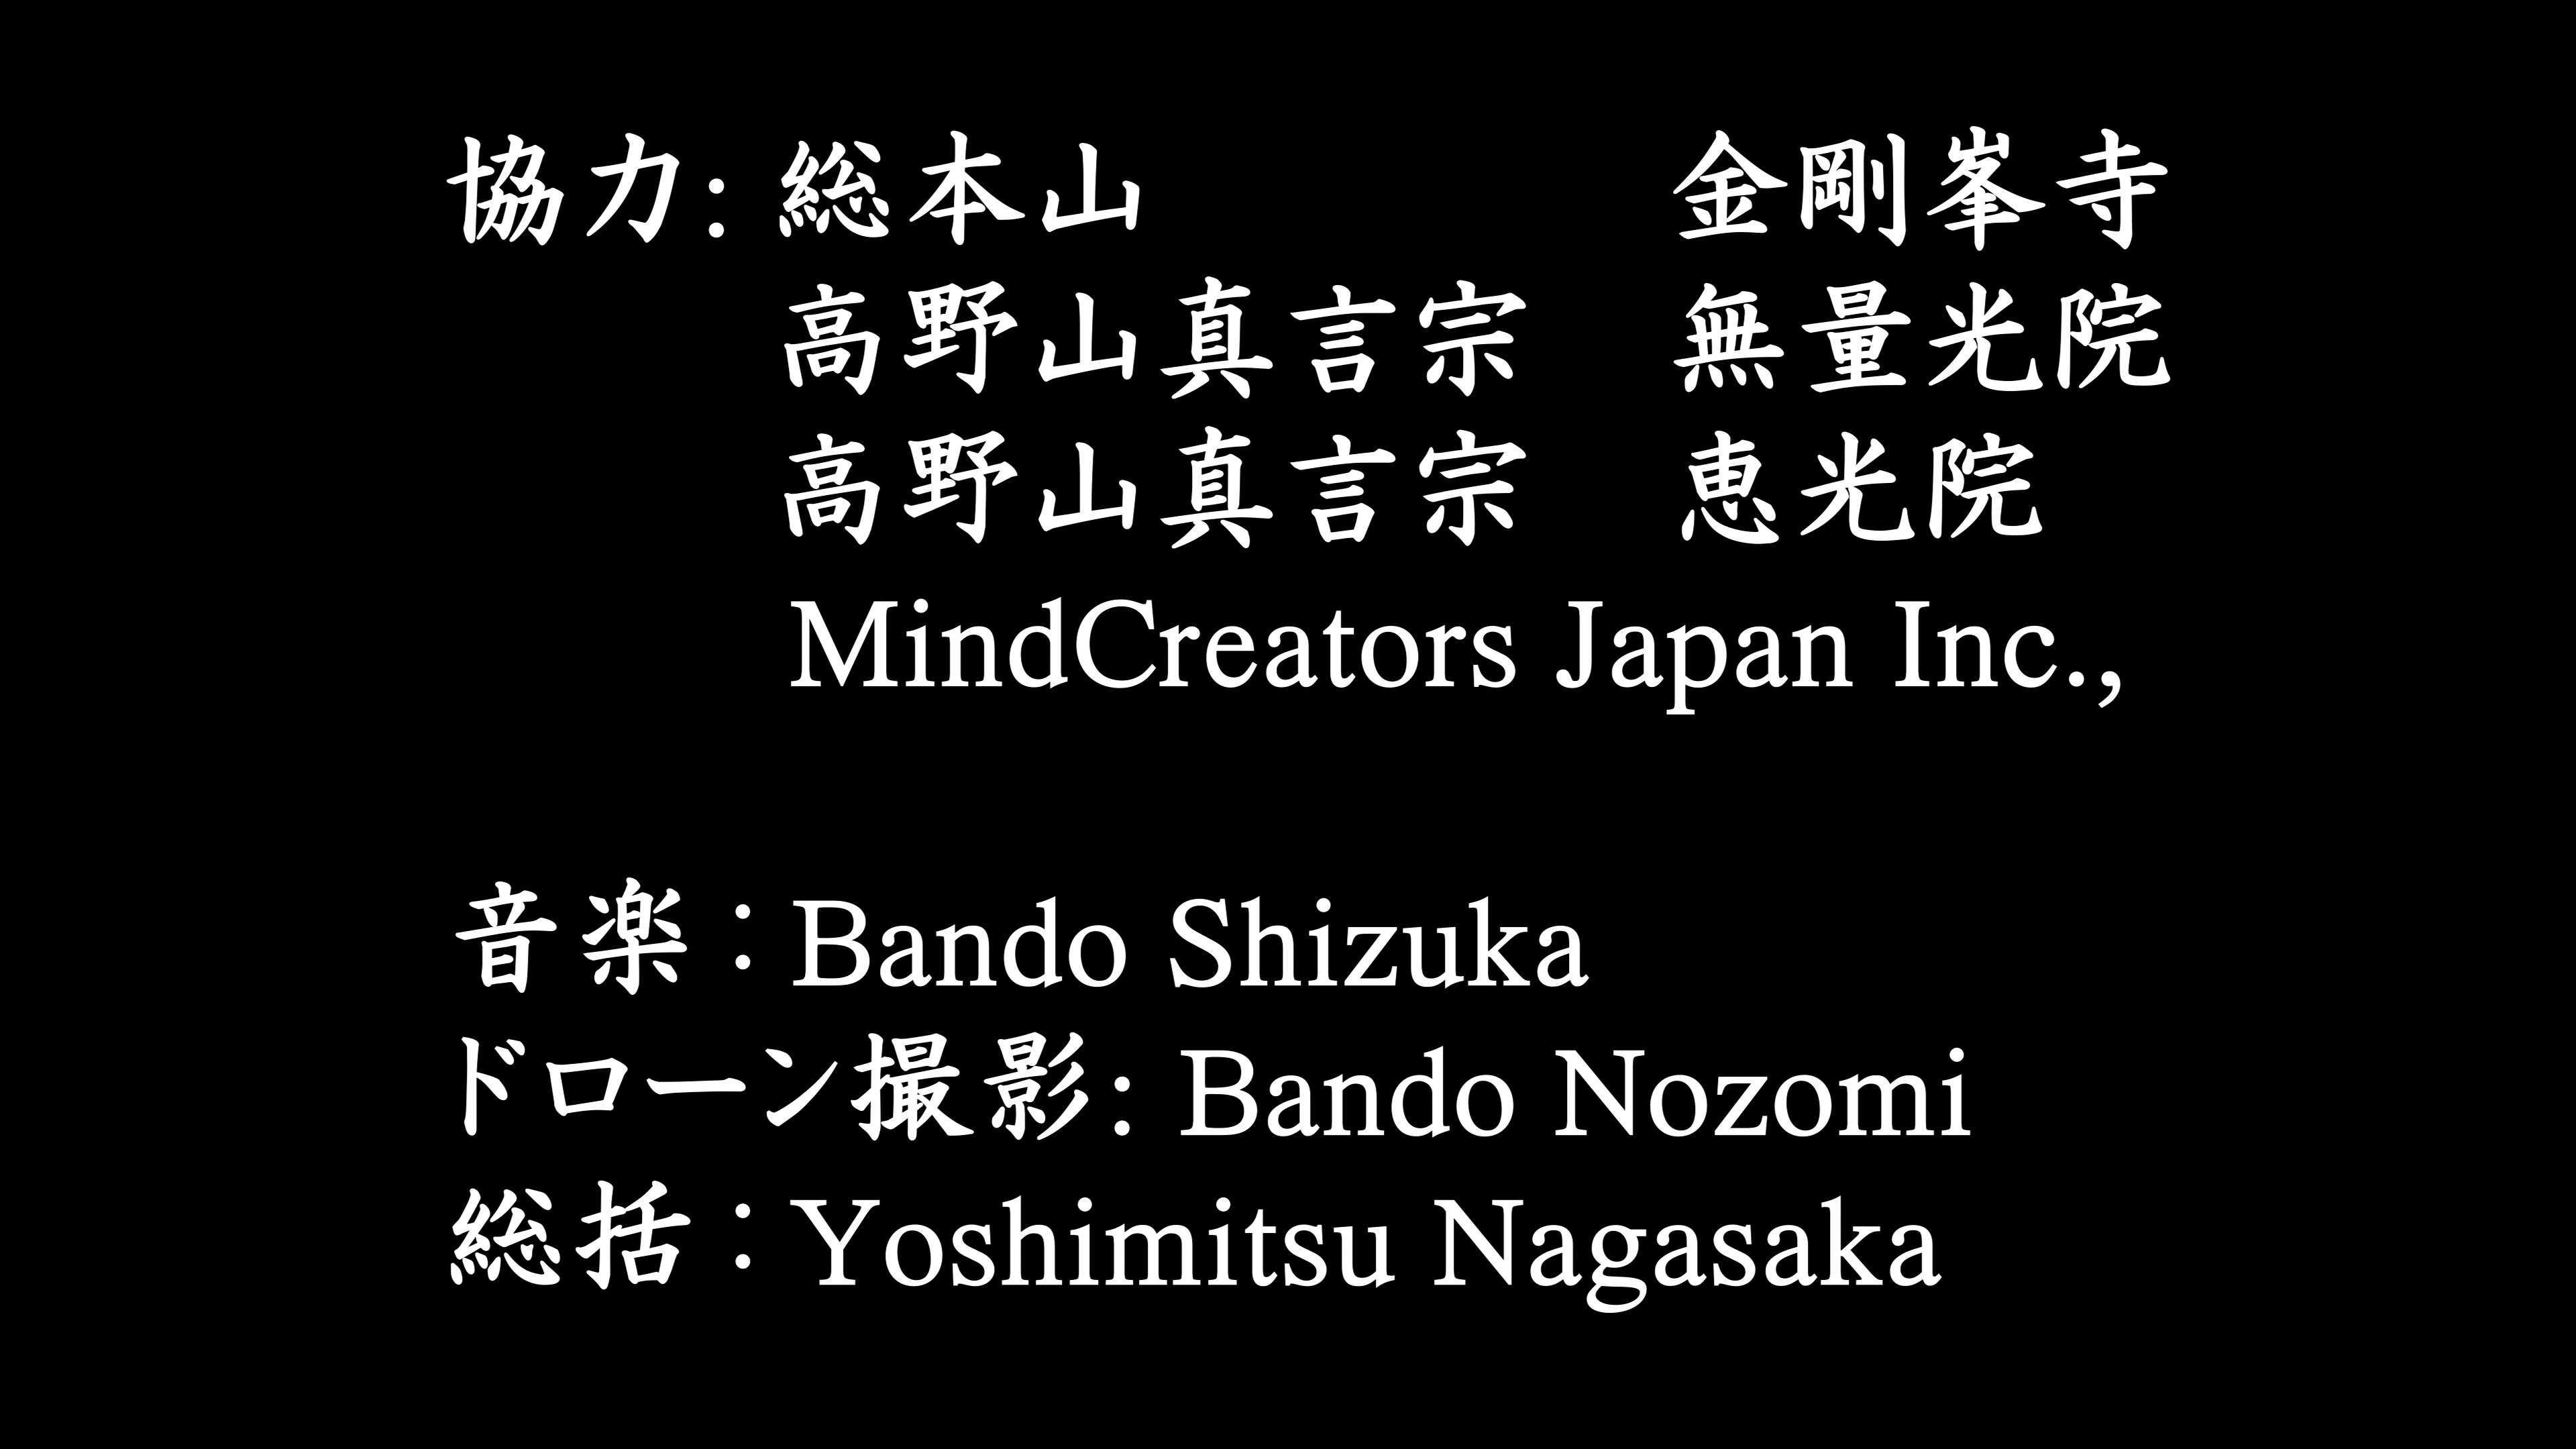 協力: 総本山　　　　金剛峯寺
高野山真言宗　無量光院
高野山真言宗　恵光院
MindCreators Japan Inc.,
音楽：Bando Shizuka
ドローン撮影: Bando Nozomi
総括：Yoshimitsu Nagasaka